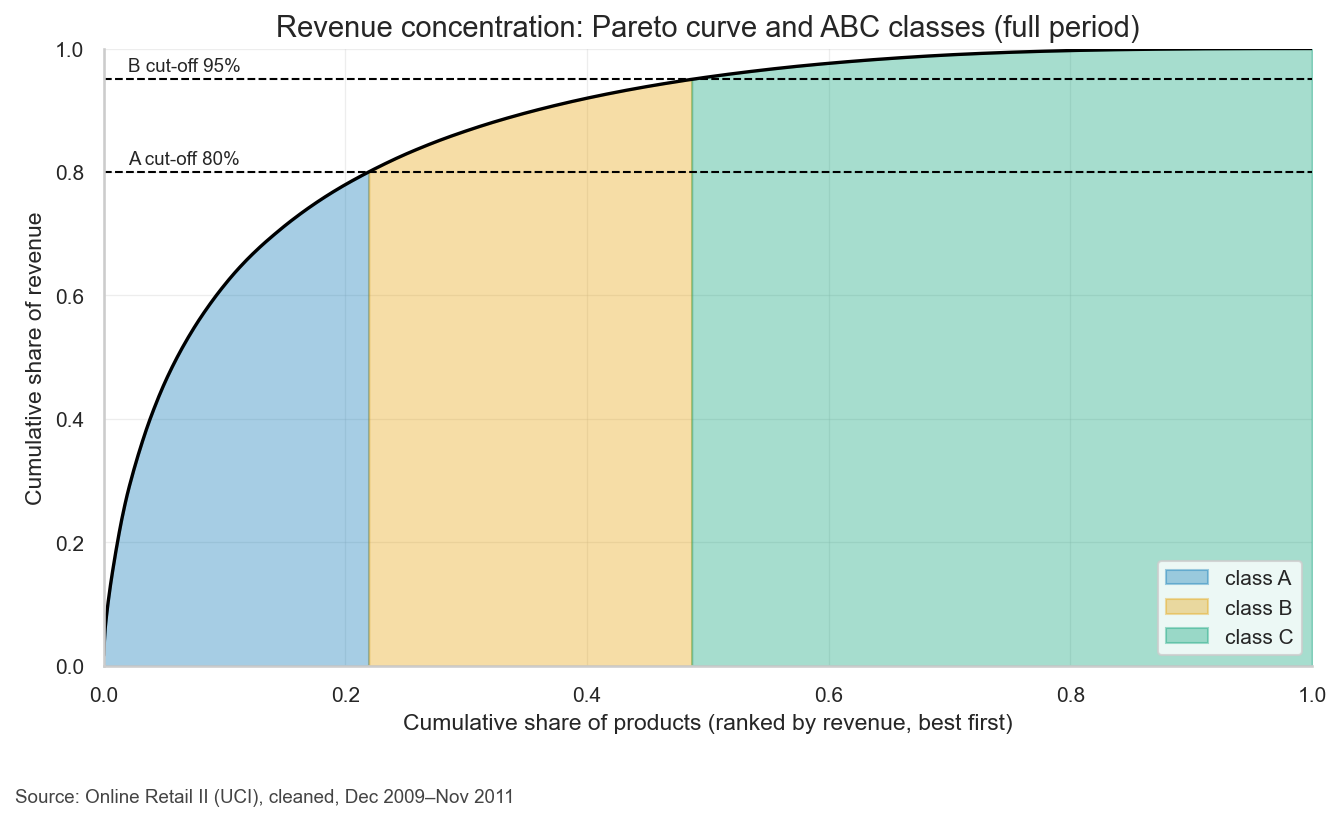 Revenue concentration: Pareto curve and ABC classes (full period)
1.0
B cut-off 95%
A cut-off 80%
0.8
0.6
0.4
0.2
0.0
Cumulative share of revenue
class A
class B
class C
0.0 0.2 0.4 0.6 0.8 1.0
Cumulative share of products (ranked by revenue, best first)
Source: Online Retail II (UCI), cleaned, Dec 2009–Nov 2011